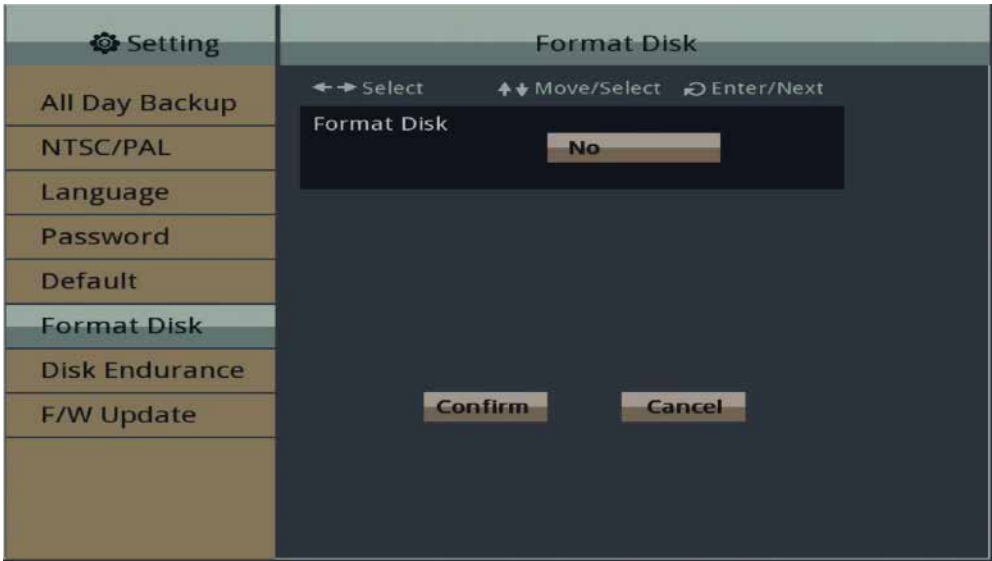 Setting
Format Disk
All Day Backup
NTSC/PAL
Language
Password
Default
Format Disk
Disk Endurance
F/W Update
Select Move/Select Enter/Next
Format Disk
No
Confirm Cancel